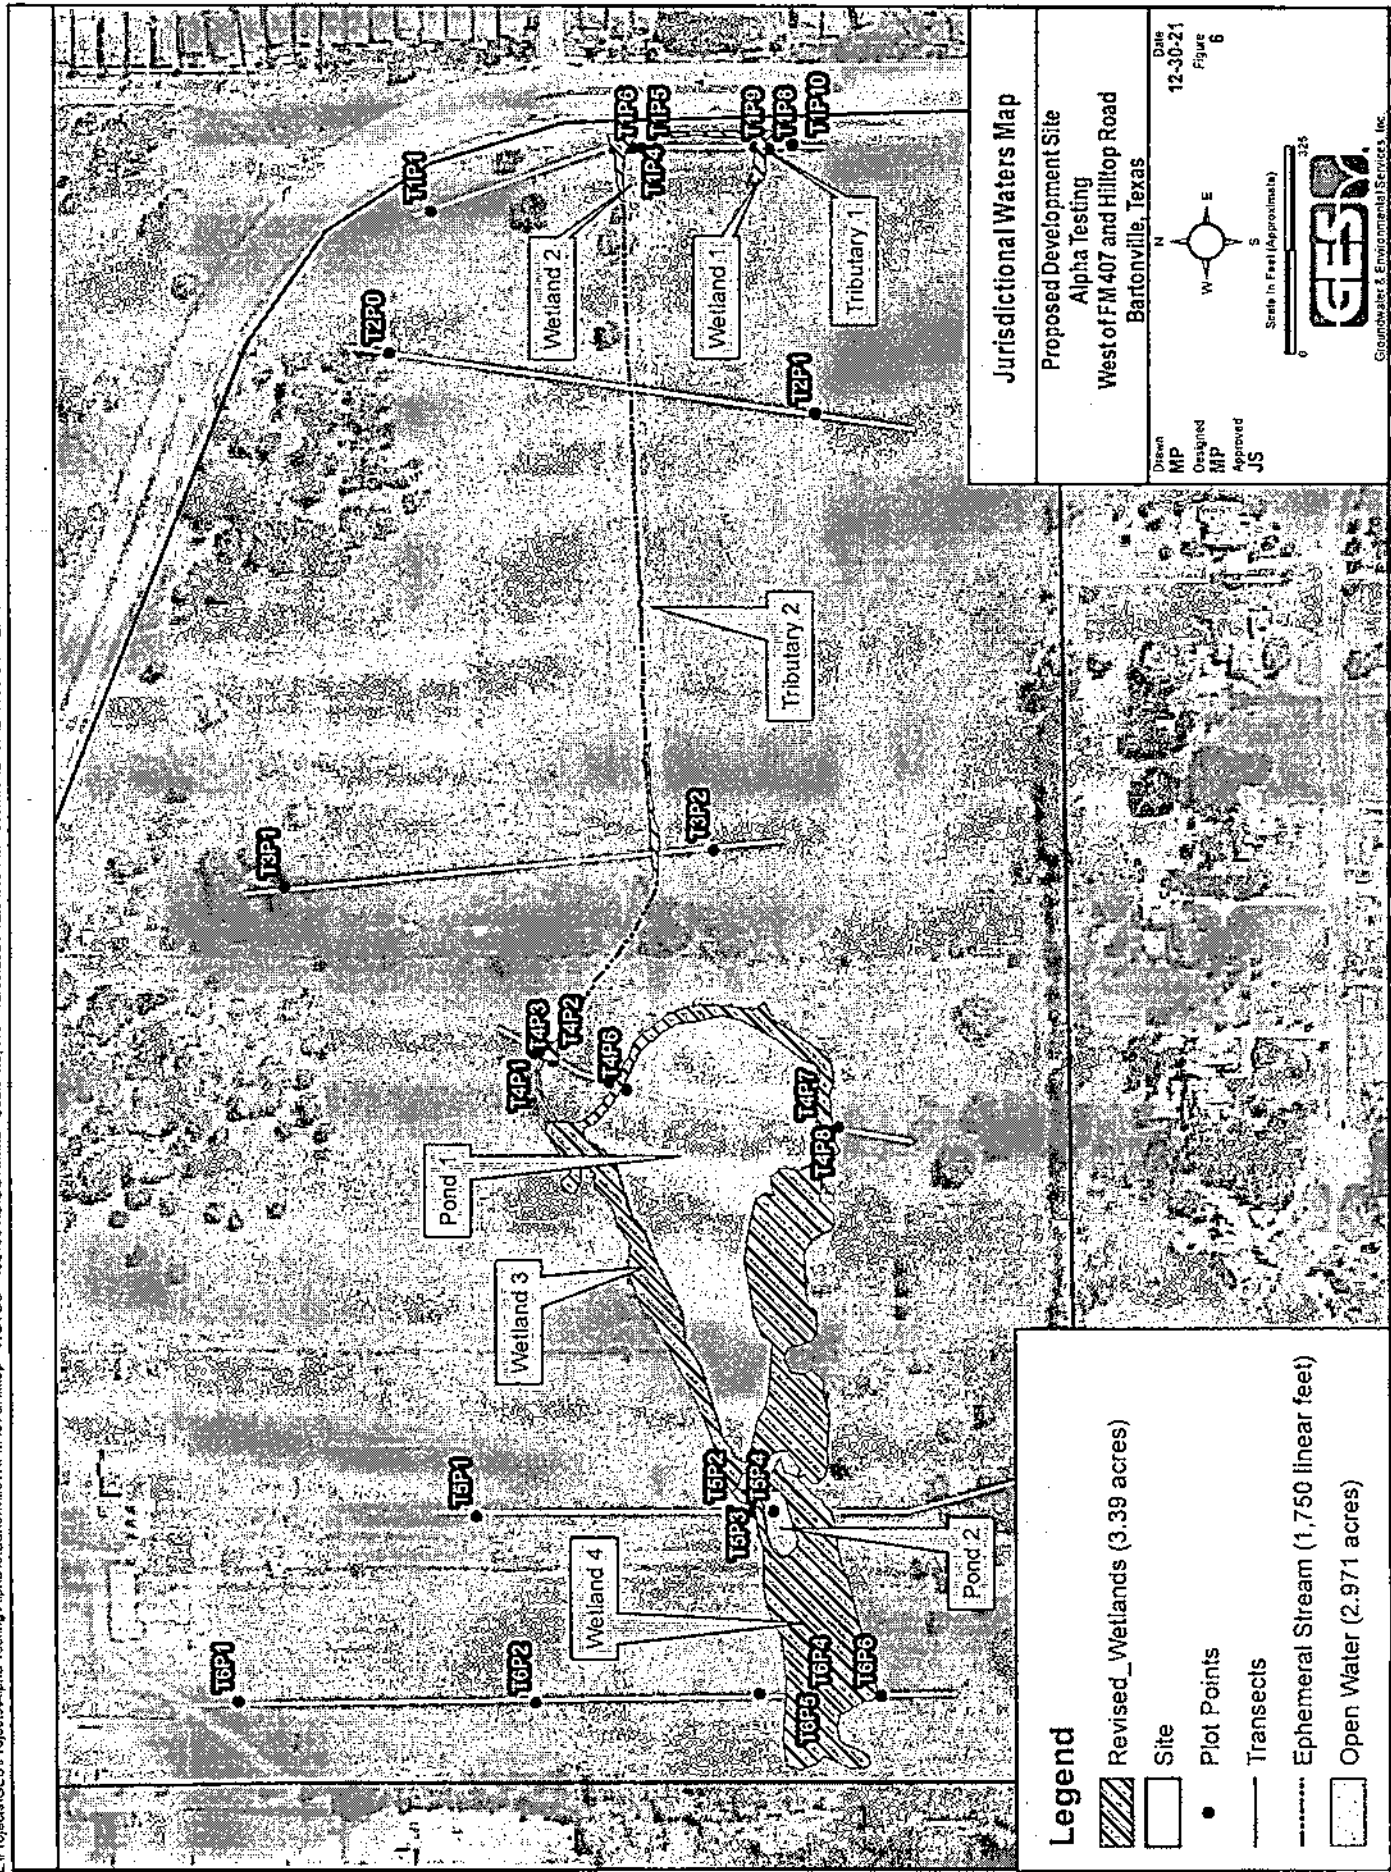 T1P1
T2P0
T1P6
T1P5
T1P4
T1P9
T1P8
T1P10
Wetland 2
Wetland 1
Tributary 1
T2P1
Tributary 2
T3P1
T3P2
T4P1
T4P3
T4P2
T4P6
T4P7
T4P8
Pond 1
Wetland 3
T5P1
T5P2
T5P3
T5P4
Wetland 4
Pond 2
T6P1
T6P2
T6P5
T6P4
T6P6
Legend
Revised_Wetlands (3.39 acres)
Site
Plot Points
Transects
Ephemeral Stream (1,750 linear feet)
Open Water (2.971 acres)
Jurisdictional Waters Map
Proposed Development Site
Alpha Testing
West of FM 407 and Hilltop Road
Bartonville, Texas
Drawn
MP
Designed
MP
Approved
JS
N
W
E
S
Date
12-30-21
Figure
6
Scale in Feet (Approximate)
0 325
GESY
Groundwater & Environmental Services, Inc.